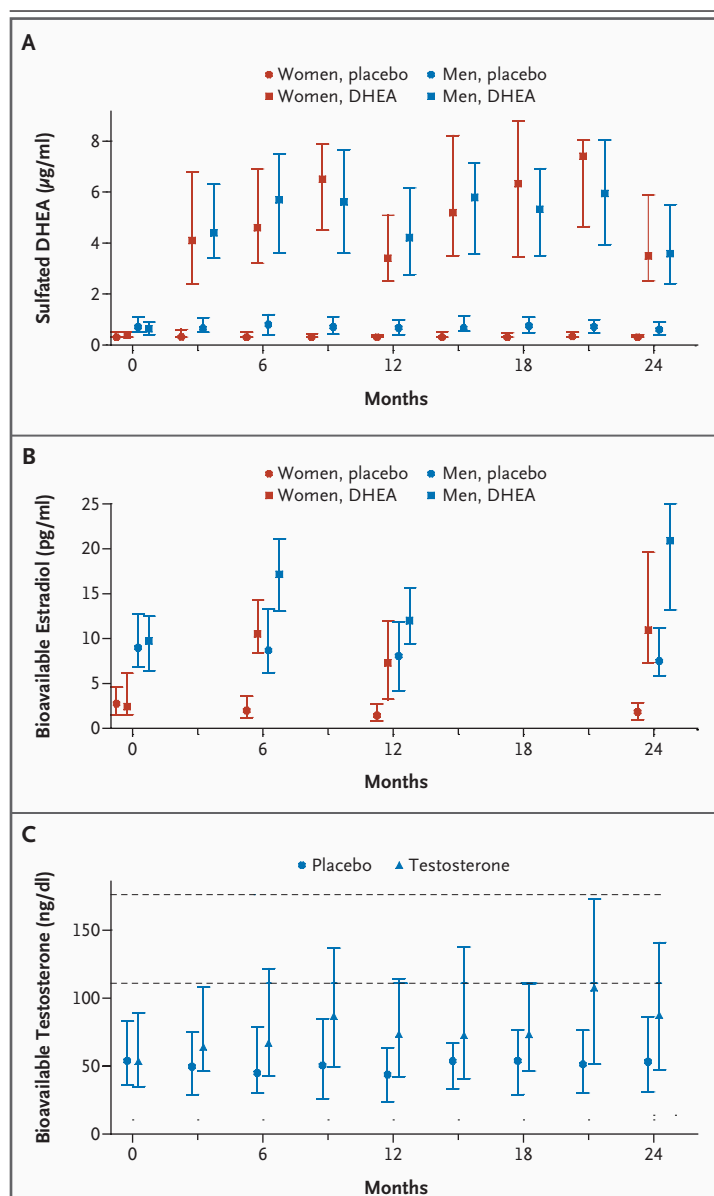 A
Women, placebo Men, placebo
Women, DHEA Men, DHEA
Sulfated DHEA (μg/ml)
8
6
4
2
0
0 6 12 18 24
Months
B
Women, placebo Men, placebo
Women, DHEA Men, DHEA
Bioavailable Estradiol (pg/ml)
25
20
15
10
5
0
0 6 12 18 24
Months
C
Placebo Testosterone
Bioavailable Testosterone (ng/dl)
150
100
50
0
0 6 12 18 24
Months